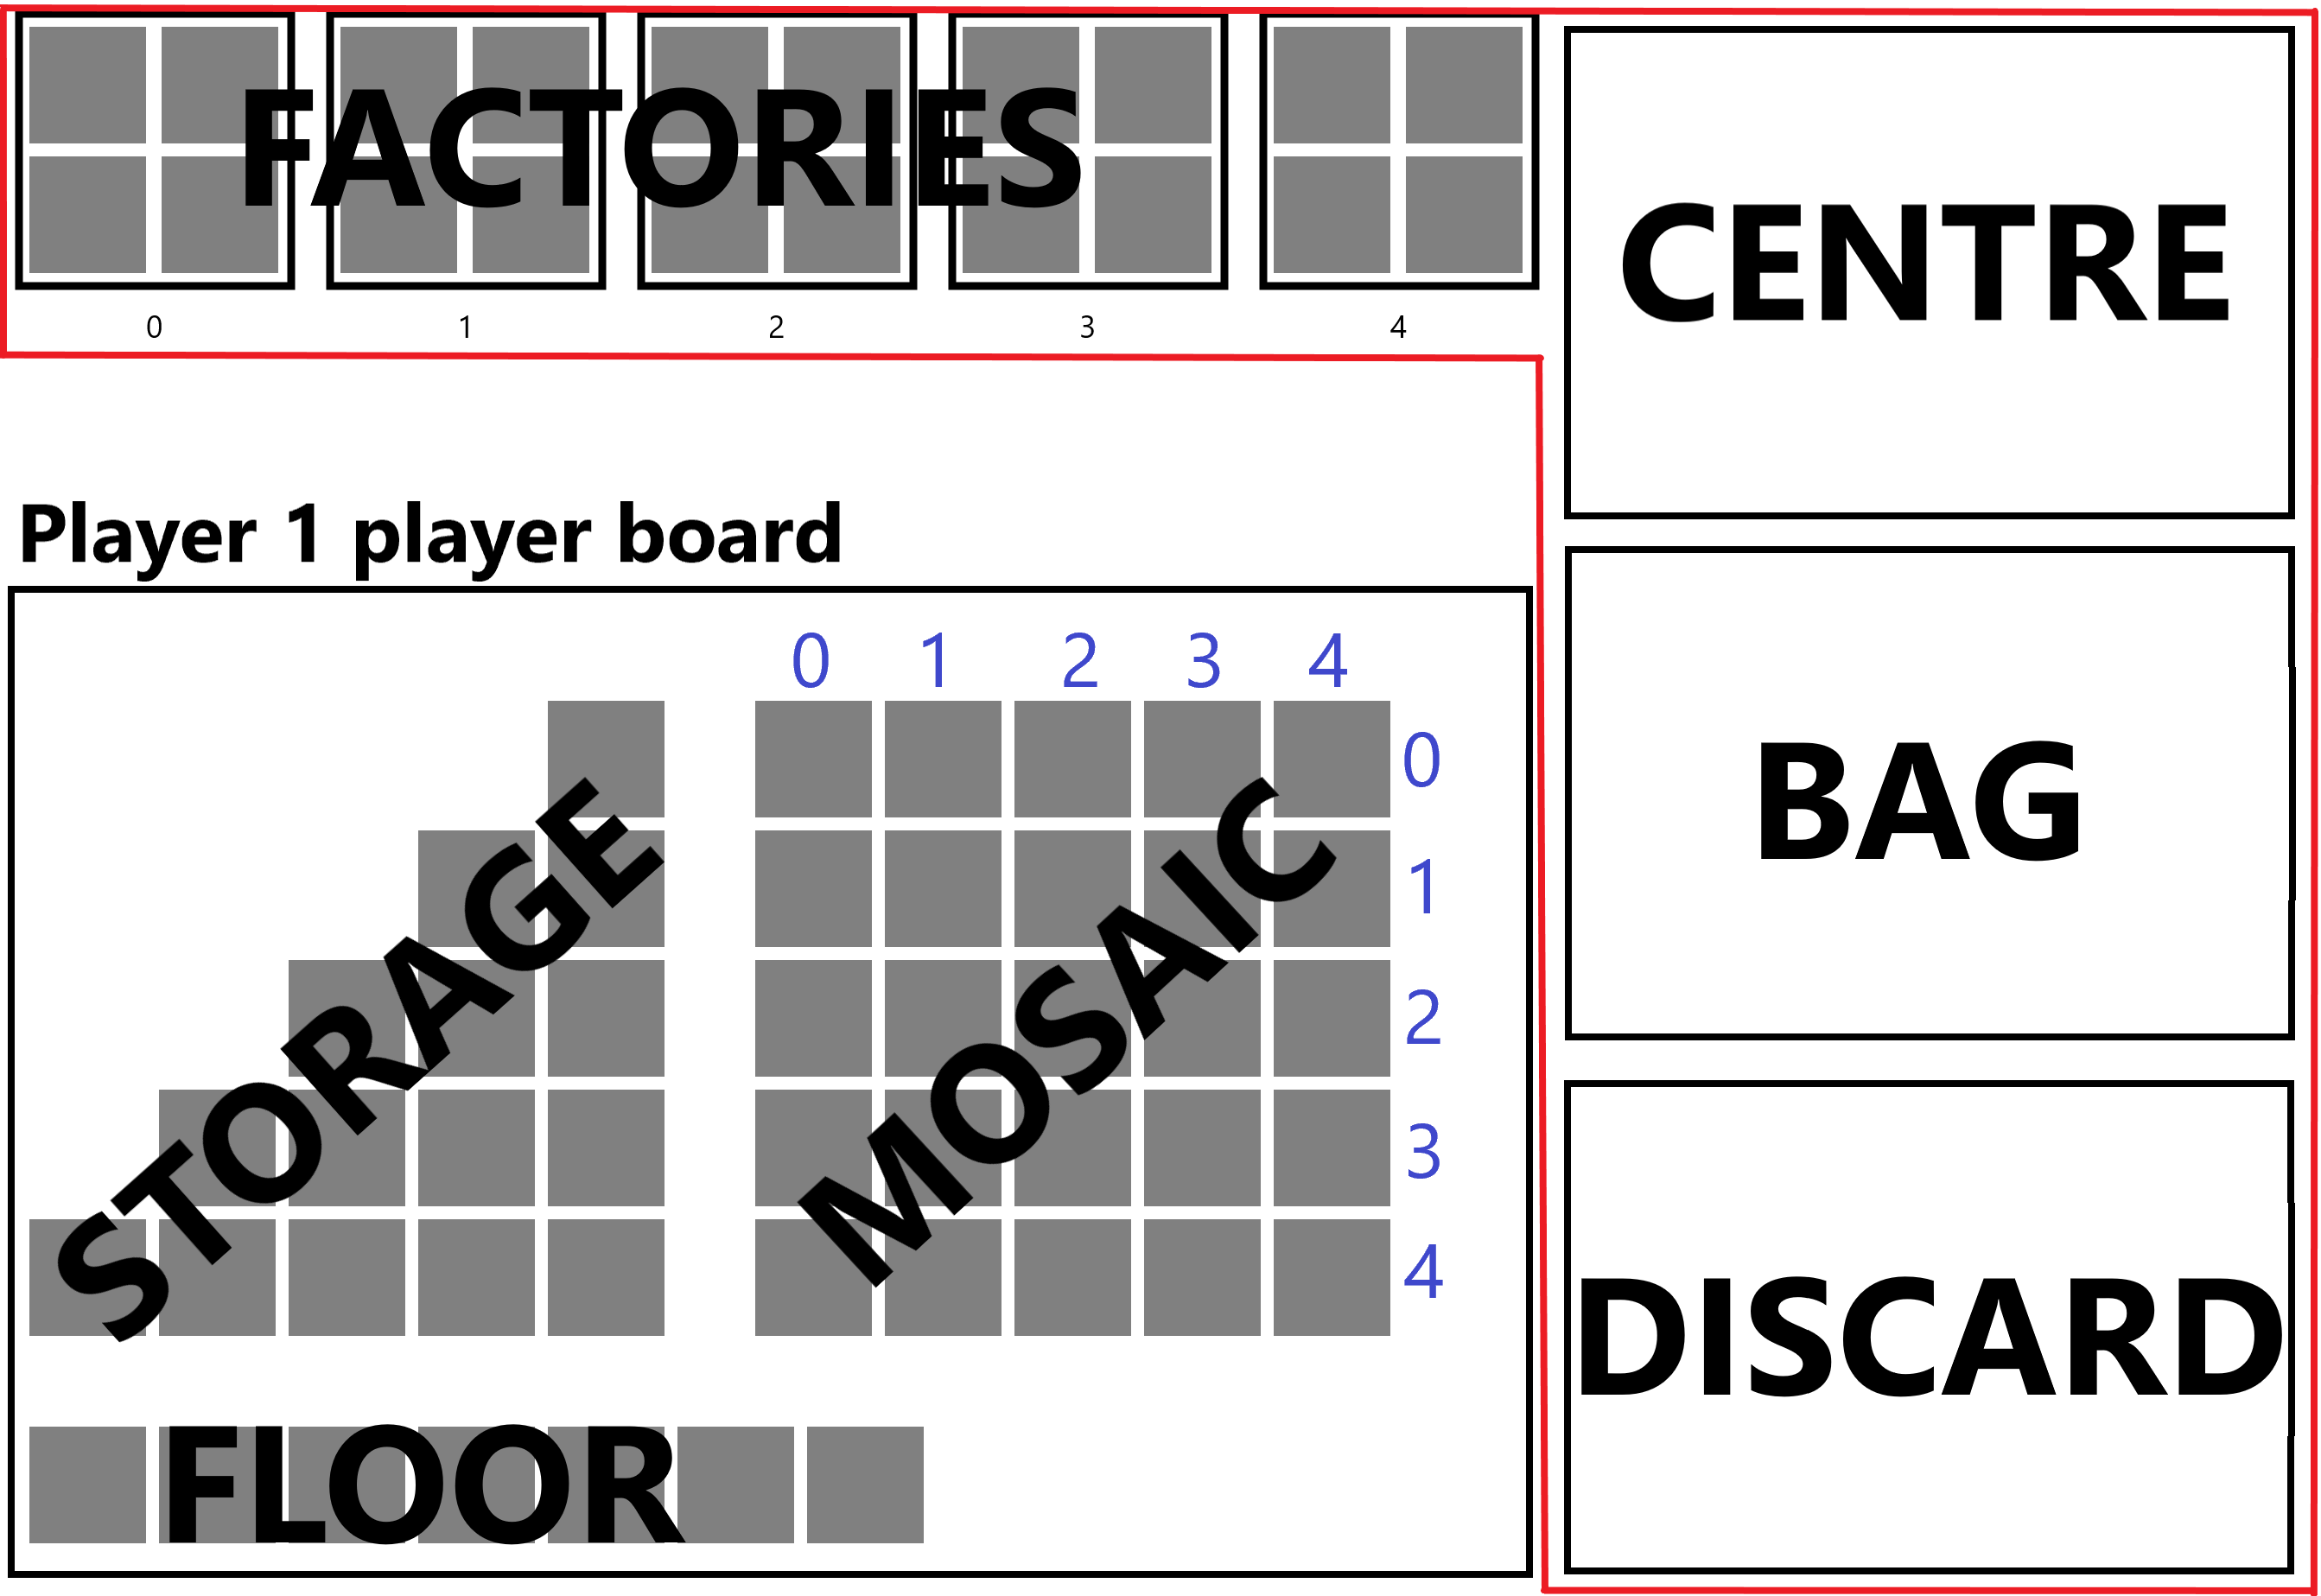 FACTORIES
0 1 2 3 4
CENTRE
Player 1 player board
0 1 2 3 4
0
1
2
3
4
STORAGE
MOSAIC
FLOOR
BAG
DISCARD